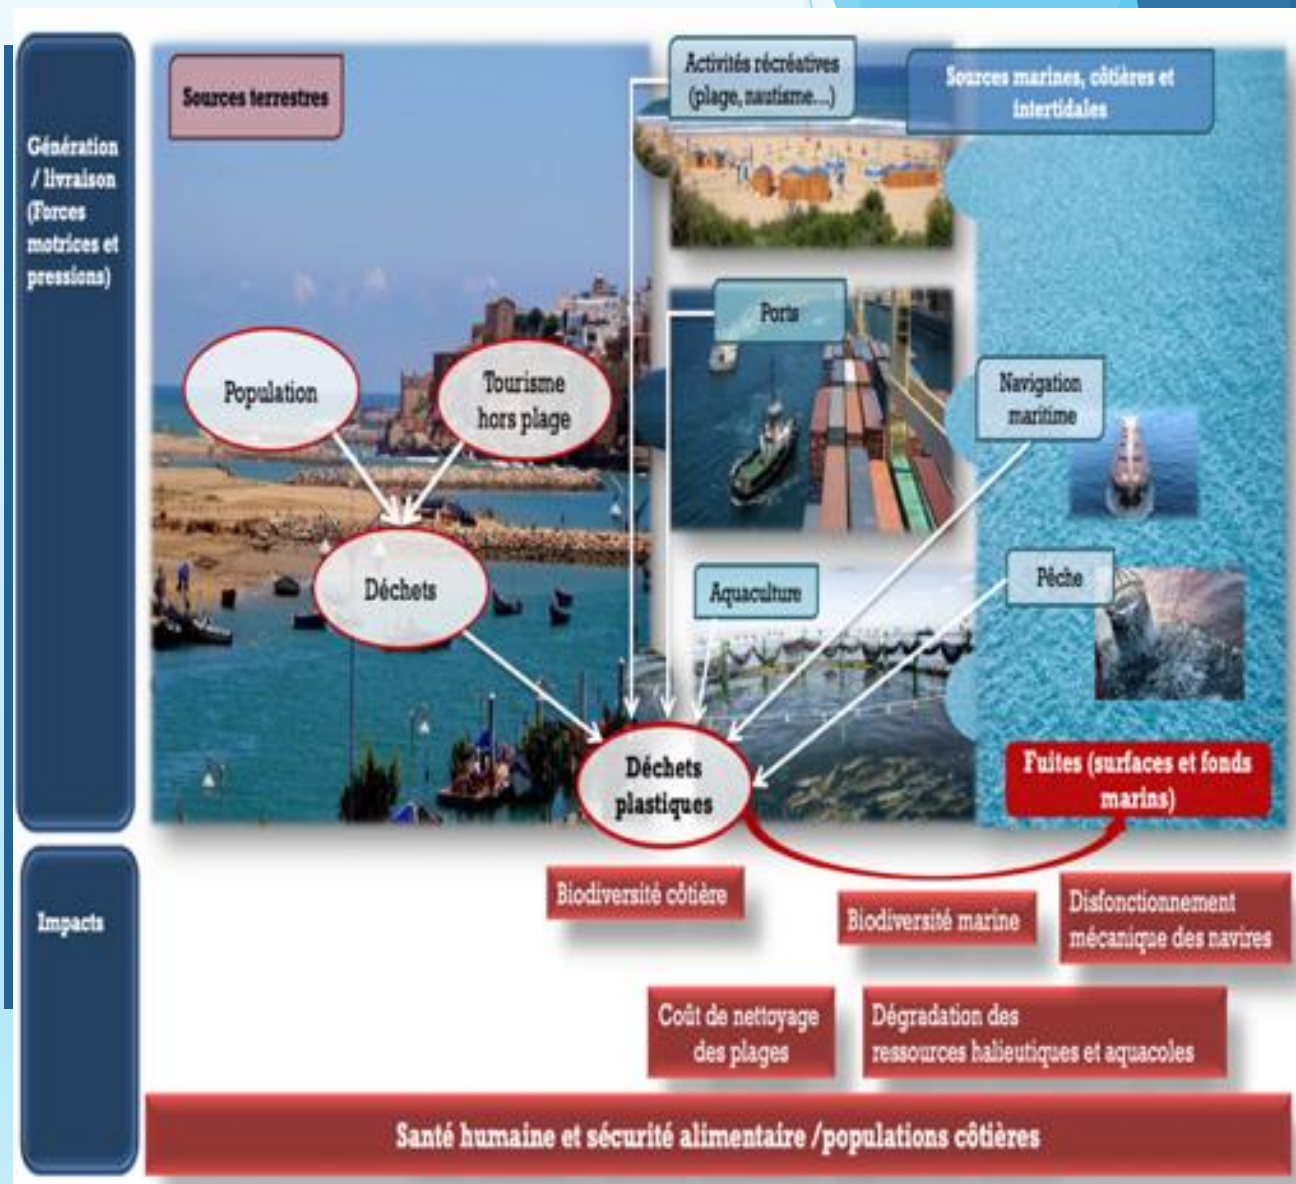 Génération
/ livraison
(Forces
motrices et
pressions)
Sources terrestres
Population
Tourisme
hors plage
Déchets
Activités récréatives
(plage, nautisme...)
Sources marines, côtières et
intertidales
Ports
Navigation
maritime
Aquaculture
Pêche
Déchets
plastiques
Fuites (surfaces et fonds
marins)
Impacts
Biodiversité côtière
Biodiversité marine
Disfonctionnement
mécanique des navires
Coût de nettoyage
des plages
Dégradation des
ressources halieutiques et aquacoles
Santé humaine et sécurité alimentaire /populations côtières